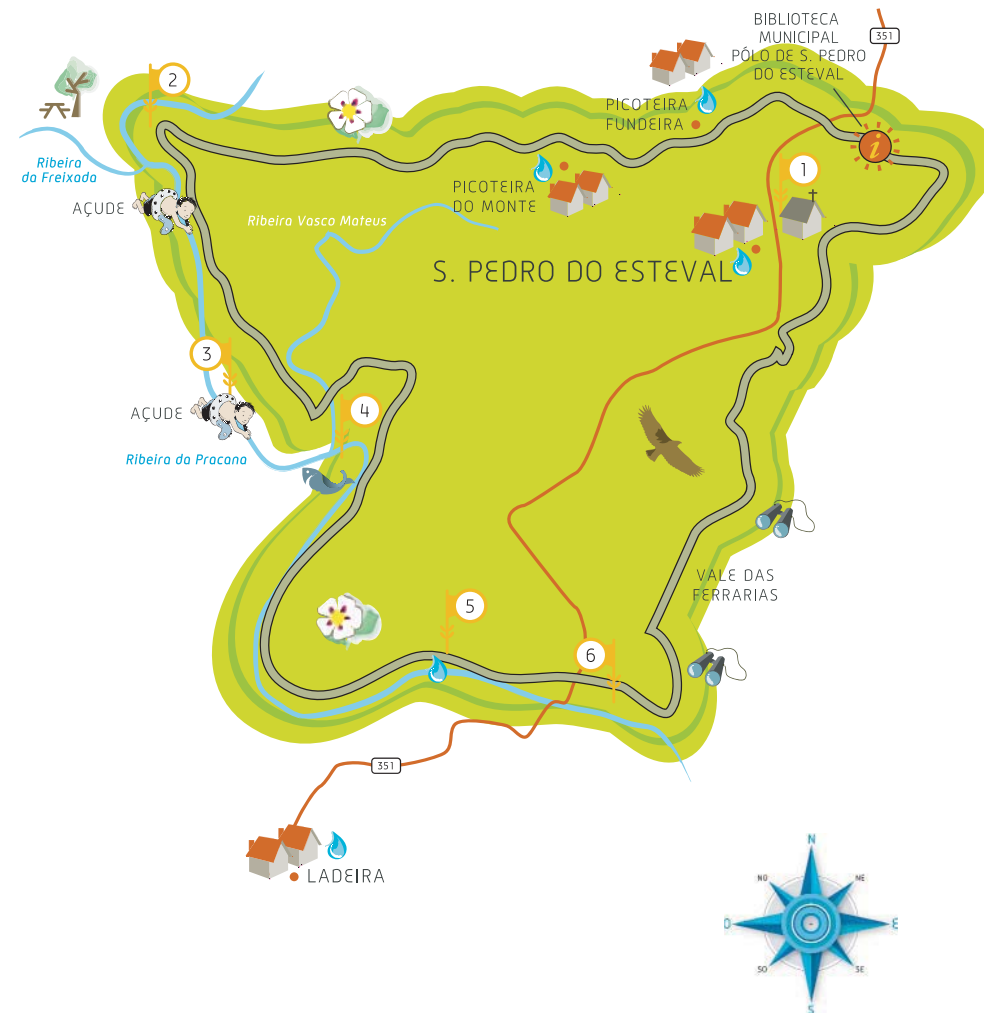 BIBLIOTECA
MUNICIPAL
PÓLO DE S. PEDRO
DO ESTEVAL
351
2
PICOTEIRA
FUNDEIRA
Ribeira
da Freixada
1
AÇUDE
PICOTEIRA
DO MONTE
Ribeira Vasco Mateus
S. PEDRO DO ESTEVAL
3
4
AÇUDE
Ribeira da Pracana
VALE DAS
FERRARIAS
5
6
351
LADEIRA
N
NO
NE
O
E
SO
SE
S
i